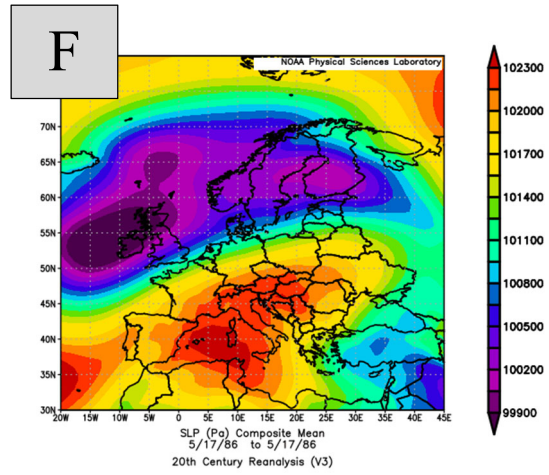 F
NOAA Physical Sciences Laboratory
70N
65N
60N
55N
50N
45N
40N
35N
30N
20W 15W 10W 5W 0 5E 10E 15E 20E 25E 30E 35E 40E 45E
102300
102000
101700
101400
101100
100800
100500
100200
99900
SLP (Pa) Composite Mean
5/17/86 to 5/17/86
20th Century Reanalysis (V3)